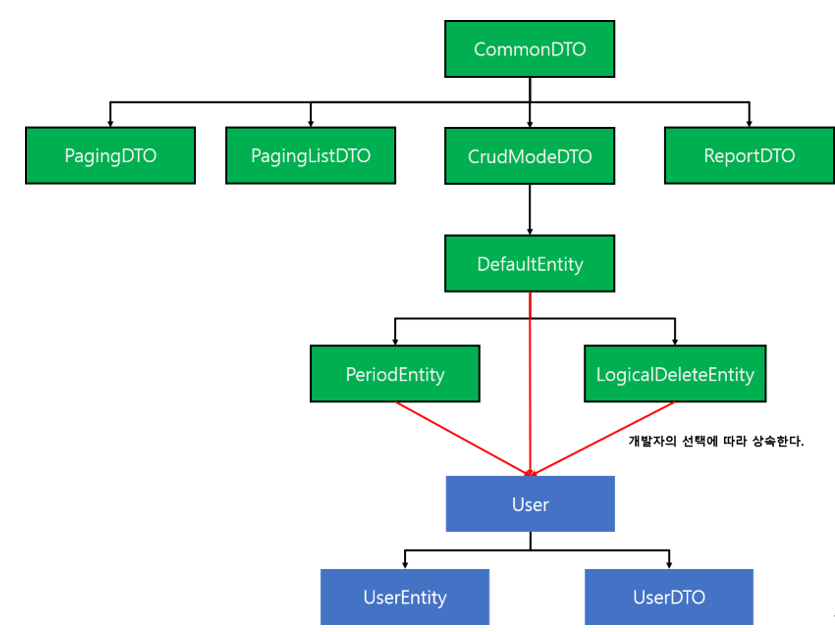 CommonDTO
PagingDTO
PagingListDTO
CrudModeDTO
ReportDTO
DefaultEntity
PeriodEntity
LogicalDeleteEntity
개발자의 선택에 따라 상속한다.
User
UserEntity
UserDTO